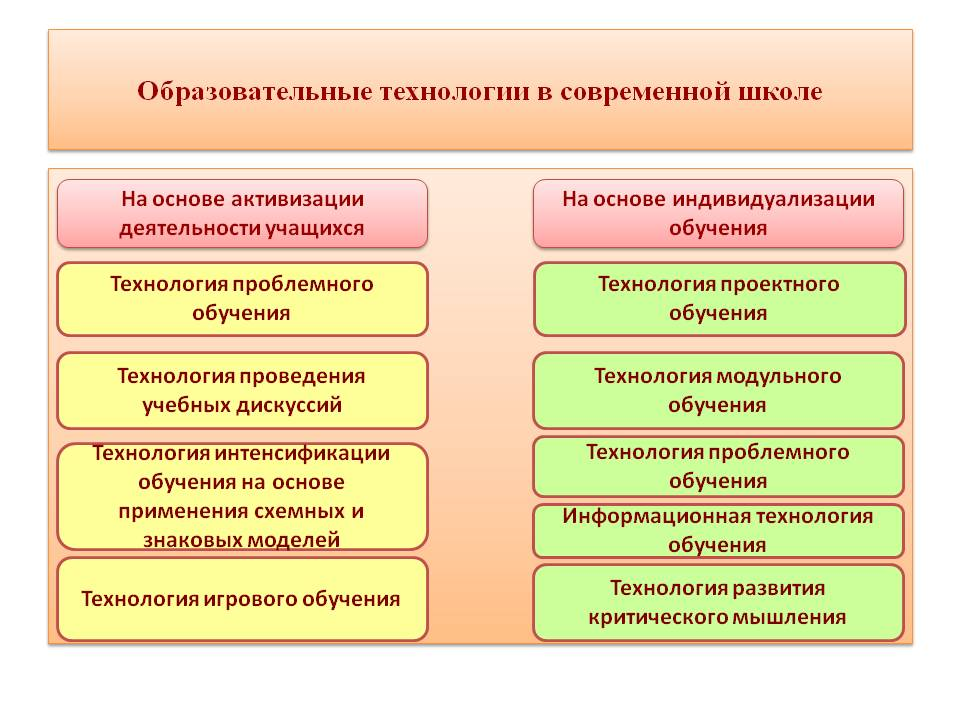 Образовательные технологии в современной школе
На основе активизации
деятельности учащихся
Технология проблемного
обучения
Технология проведения
учебных дискуссий
Технология интенсификации
обучения на основе
применения схемных и
знаковых моделей
Технология игрового обучения
На основе индивидуализации
обучения
Технология проектного
обучения
Технология модульного
обучения
Технология проблемного
обучения
Информационная технология
обучения
Технология развития
критического мышления